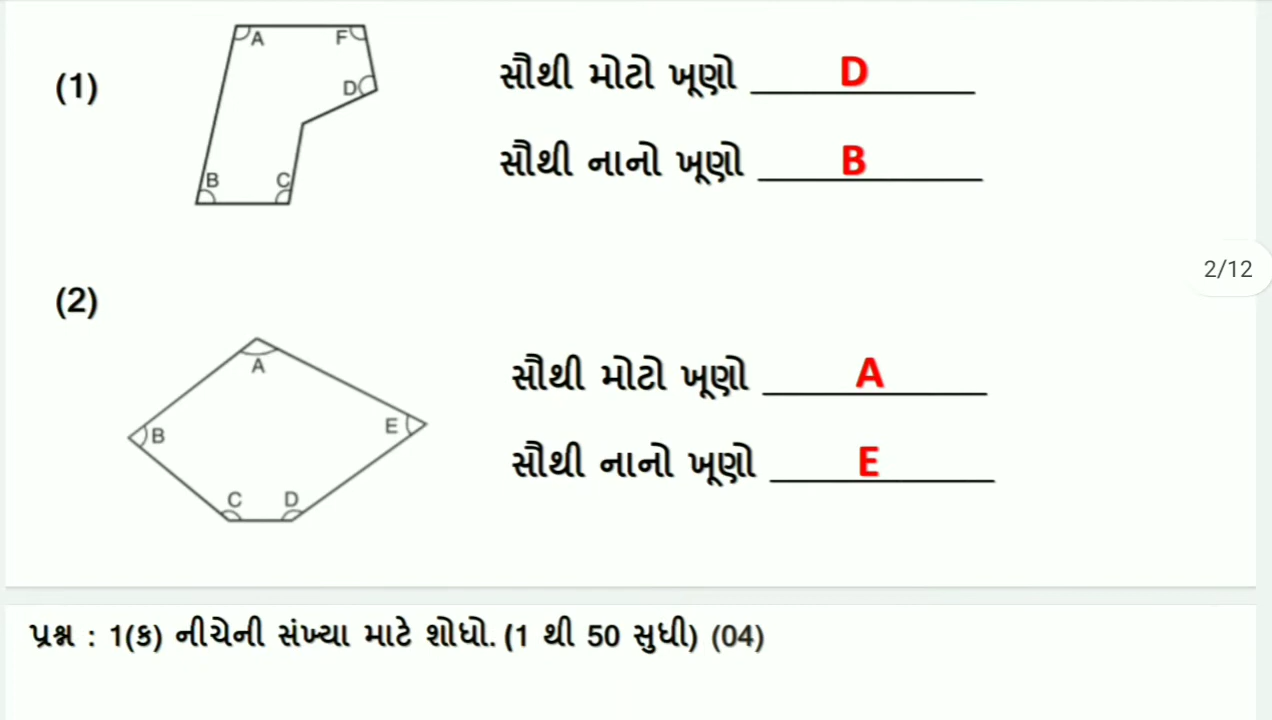 (1)
A F
D
B C
સૌથી મોટો ખૂણો D
સૌથી નાનો ખૂણો B
2/12
(2)
A
B E
C D
સૌથી મોટો ખૂણો A
સૌથી નાનો ખૂણો E
પ્રશ્ન : 1(ક) નીચેની સંખ્યા માટે શોધો. (1 થી 50 સુધી) (04)